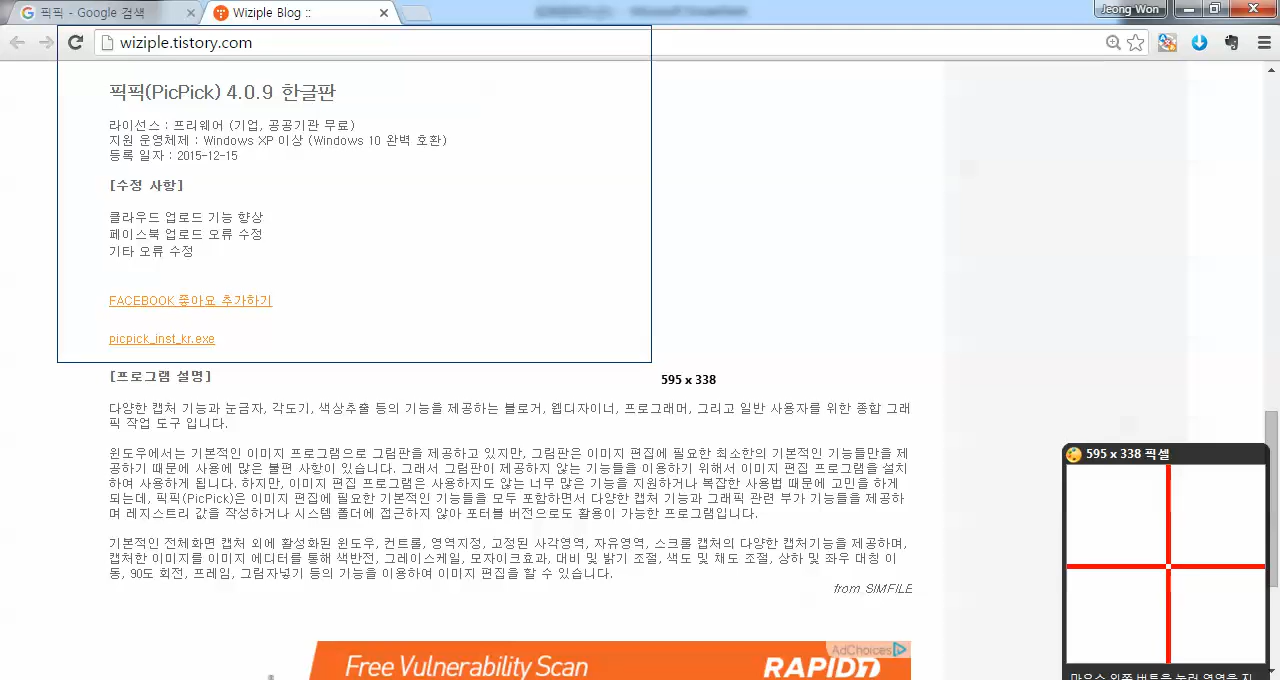 픽픽 - Google 검색
Wiziple Blog ::
Jeong Won
wiziple.tistory.com
픽픽(PicPick) 4.0.9 한글판
라이선스 : 프리웨어 (기업, 공공기관 무료)
지원 운영체제 : Windows XP 이상 (Windows 10 완벽 호환)
등록 일자 : 2015-12-15
[수정 사항]
클라우드 업로드 기능 향상
페이스북 업로드 오류 수정
기타 오류 수정
FACEBOOK 좋아요 추가하기
picpick_inst_kr.exe
[프로그램 설명]
595 x 338
다양한 캡처 기능과 눈금자, 각도기, 색상추출 등의 기능을 제공하는 블로거, 웹디자이너, 프로그래머, 그리고 일반 사용자를 위한 종합 그래
픽 작업 도구 입니다.
윈도우에서는 기본적인 이미지 프로그램으로 그림판을 제공하고 있지만, 그림판은 이미지 편집에 필요한 최소한의 기본적인 기능들만을 제
공하기 때문에 사용에 많은 불편 사항이 있습니다. 그래서 그림판이 제공하지 않는 기능들을 이용하기 위해서 이미지 편집 프로그램을 설치
하여 사용하게 됩니다. 하지만, 이미지 편집 프로그램은 사용하지도 않는 너무 많은 기능을 지원하거나 복잡한 사용법 때문에 고민을 하게
되는데, 픽픽(PicPick)은 이미지 편집에 필요한 기본적인 기능들을 모두 포함하면서 다양한 캡처 기능과 그래픽 관련 부가 기능들을 제공하
며 레지스트리 값을 작성하거나 시스템 폴더에 접근하지 않아 포터블 버전으로도 활용이 가능한 프로그램입니다.
기본적인 전체화면 캡처 외에 활성화된 윈도우, 컨트롤, 영역지정, 고정된 사각영역, 자유영역, 스크롤 캡처의 다양한 캡처기능을 제공하며,
캡처한 이미지를 이미지 에디터를 통해 색반전, 그레이스케일, 모자이크효과, 대비 및 밝기 조절, 색도 및 채도 조절, 상하 및 좌우 대칭 이
동, 90도 회전, 프레임, 그림자넣기 등의 기능을 이용하여 이미지 편집을 할 수 있습니다.
from SIMFILE
595 x 338 픽셀
마우스 왼쪽 버튼을 눌러 영역을 지
AdChoices
Free Vulnerability Scan
RAPID7